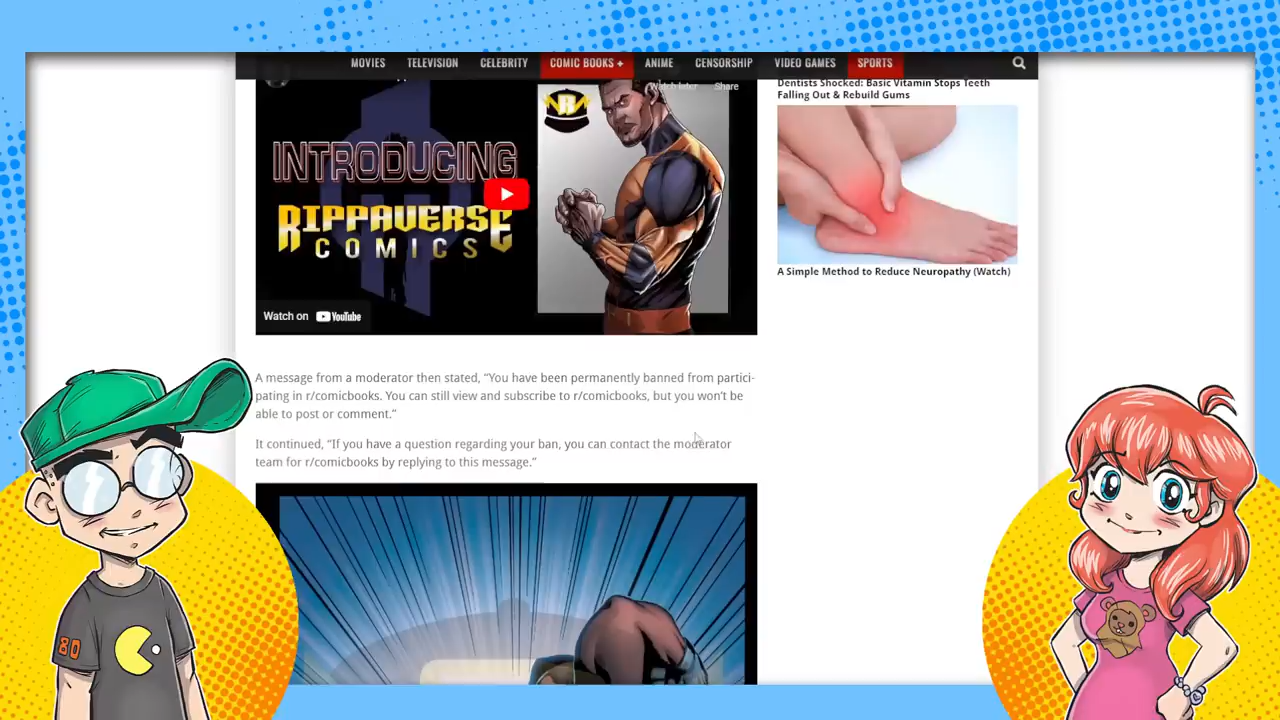 MOVIES TELEVISION CELEBRITY COMIC BOOKS + ANIME CENSORSHIP VIDEO GAMES SPORTS
Watch later Share
INTRODUCING
RIPPAVERSE
COMICS
R
Watch on YouTube
Dentists Shocked: Basic Vitamin Stops Teeth
Falling Out & Rebuild Gums
A Simple Method to Reduce Neuropathy (Watch)
A message from a moderator then stated, “You have been permanently banned from partici-
pating in r/comicbooks. You can still view and subscribe to r/comicbooks, but you won’t be
able to post or comment.”
It continued, “If you have a question regarding your ban, you can contact the moderator
team for r/comicbooks by replying to this message.”
80